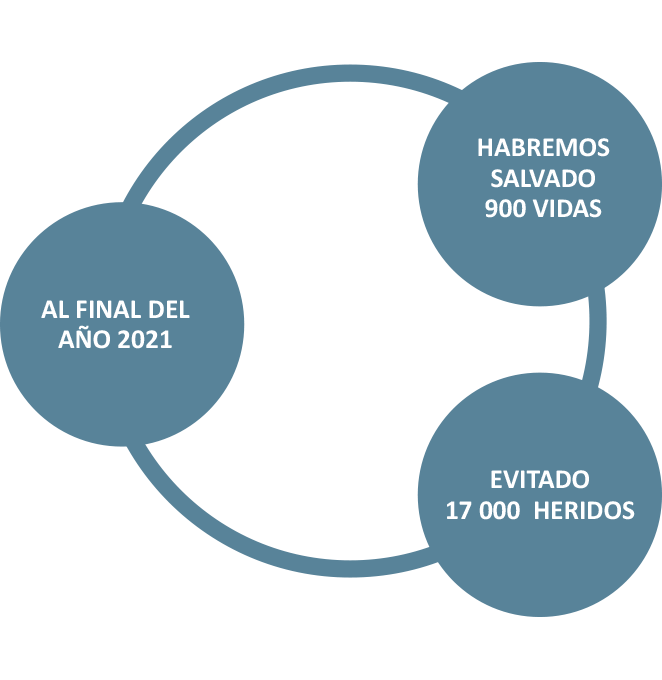 HABREMOS
SALVADO
900 VIDAS
AL FINAL DEL
AÑO 2021
EVITADO
17 000  HERIDOS